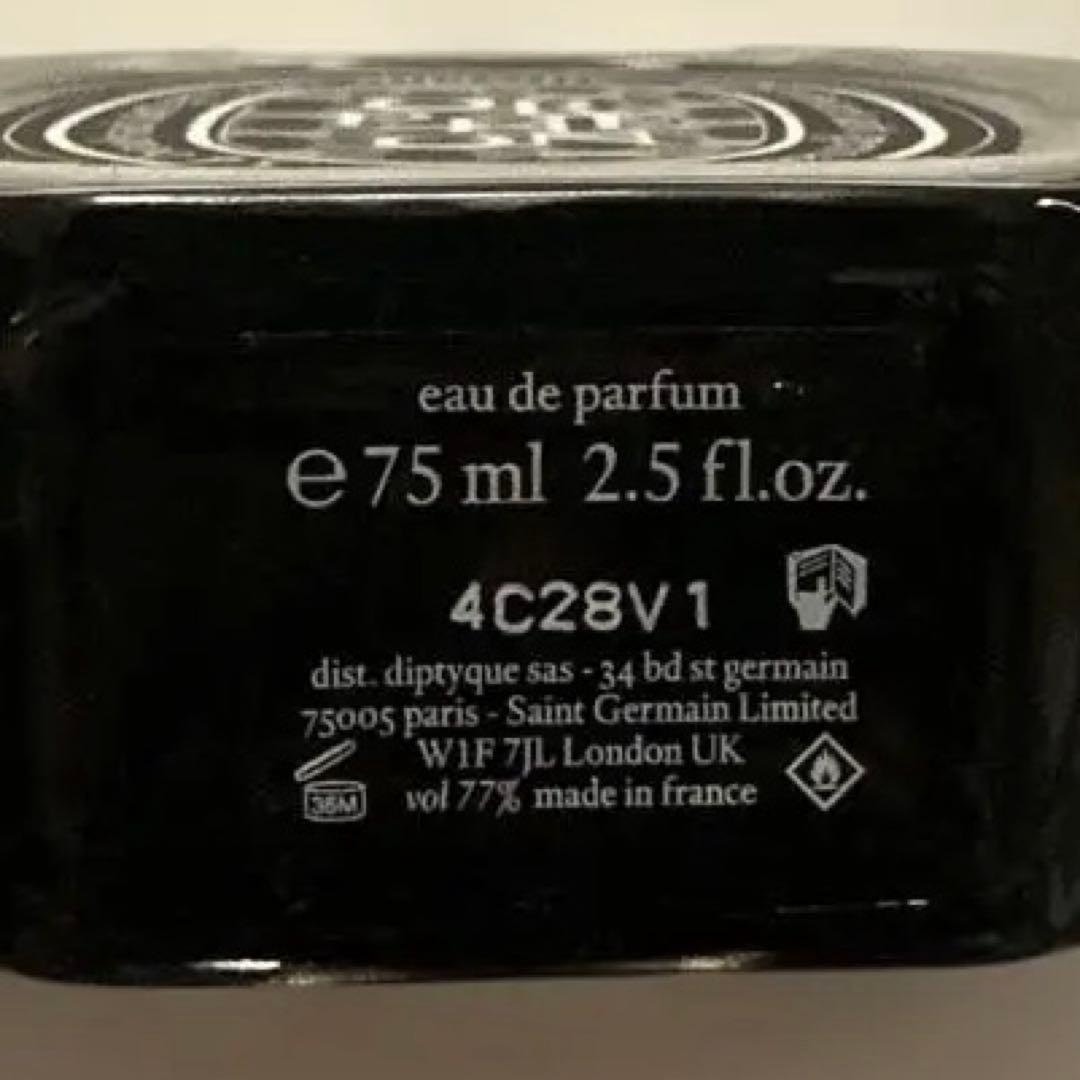 eau de parfum
℮ 75 ml 2.5 fl.oz.
4C28V1
dist. diptyque sas - 34 bd st germain
75005 paris - Saint Germain Limited
W1F 7JL London UK
36M vol 77% made in france